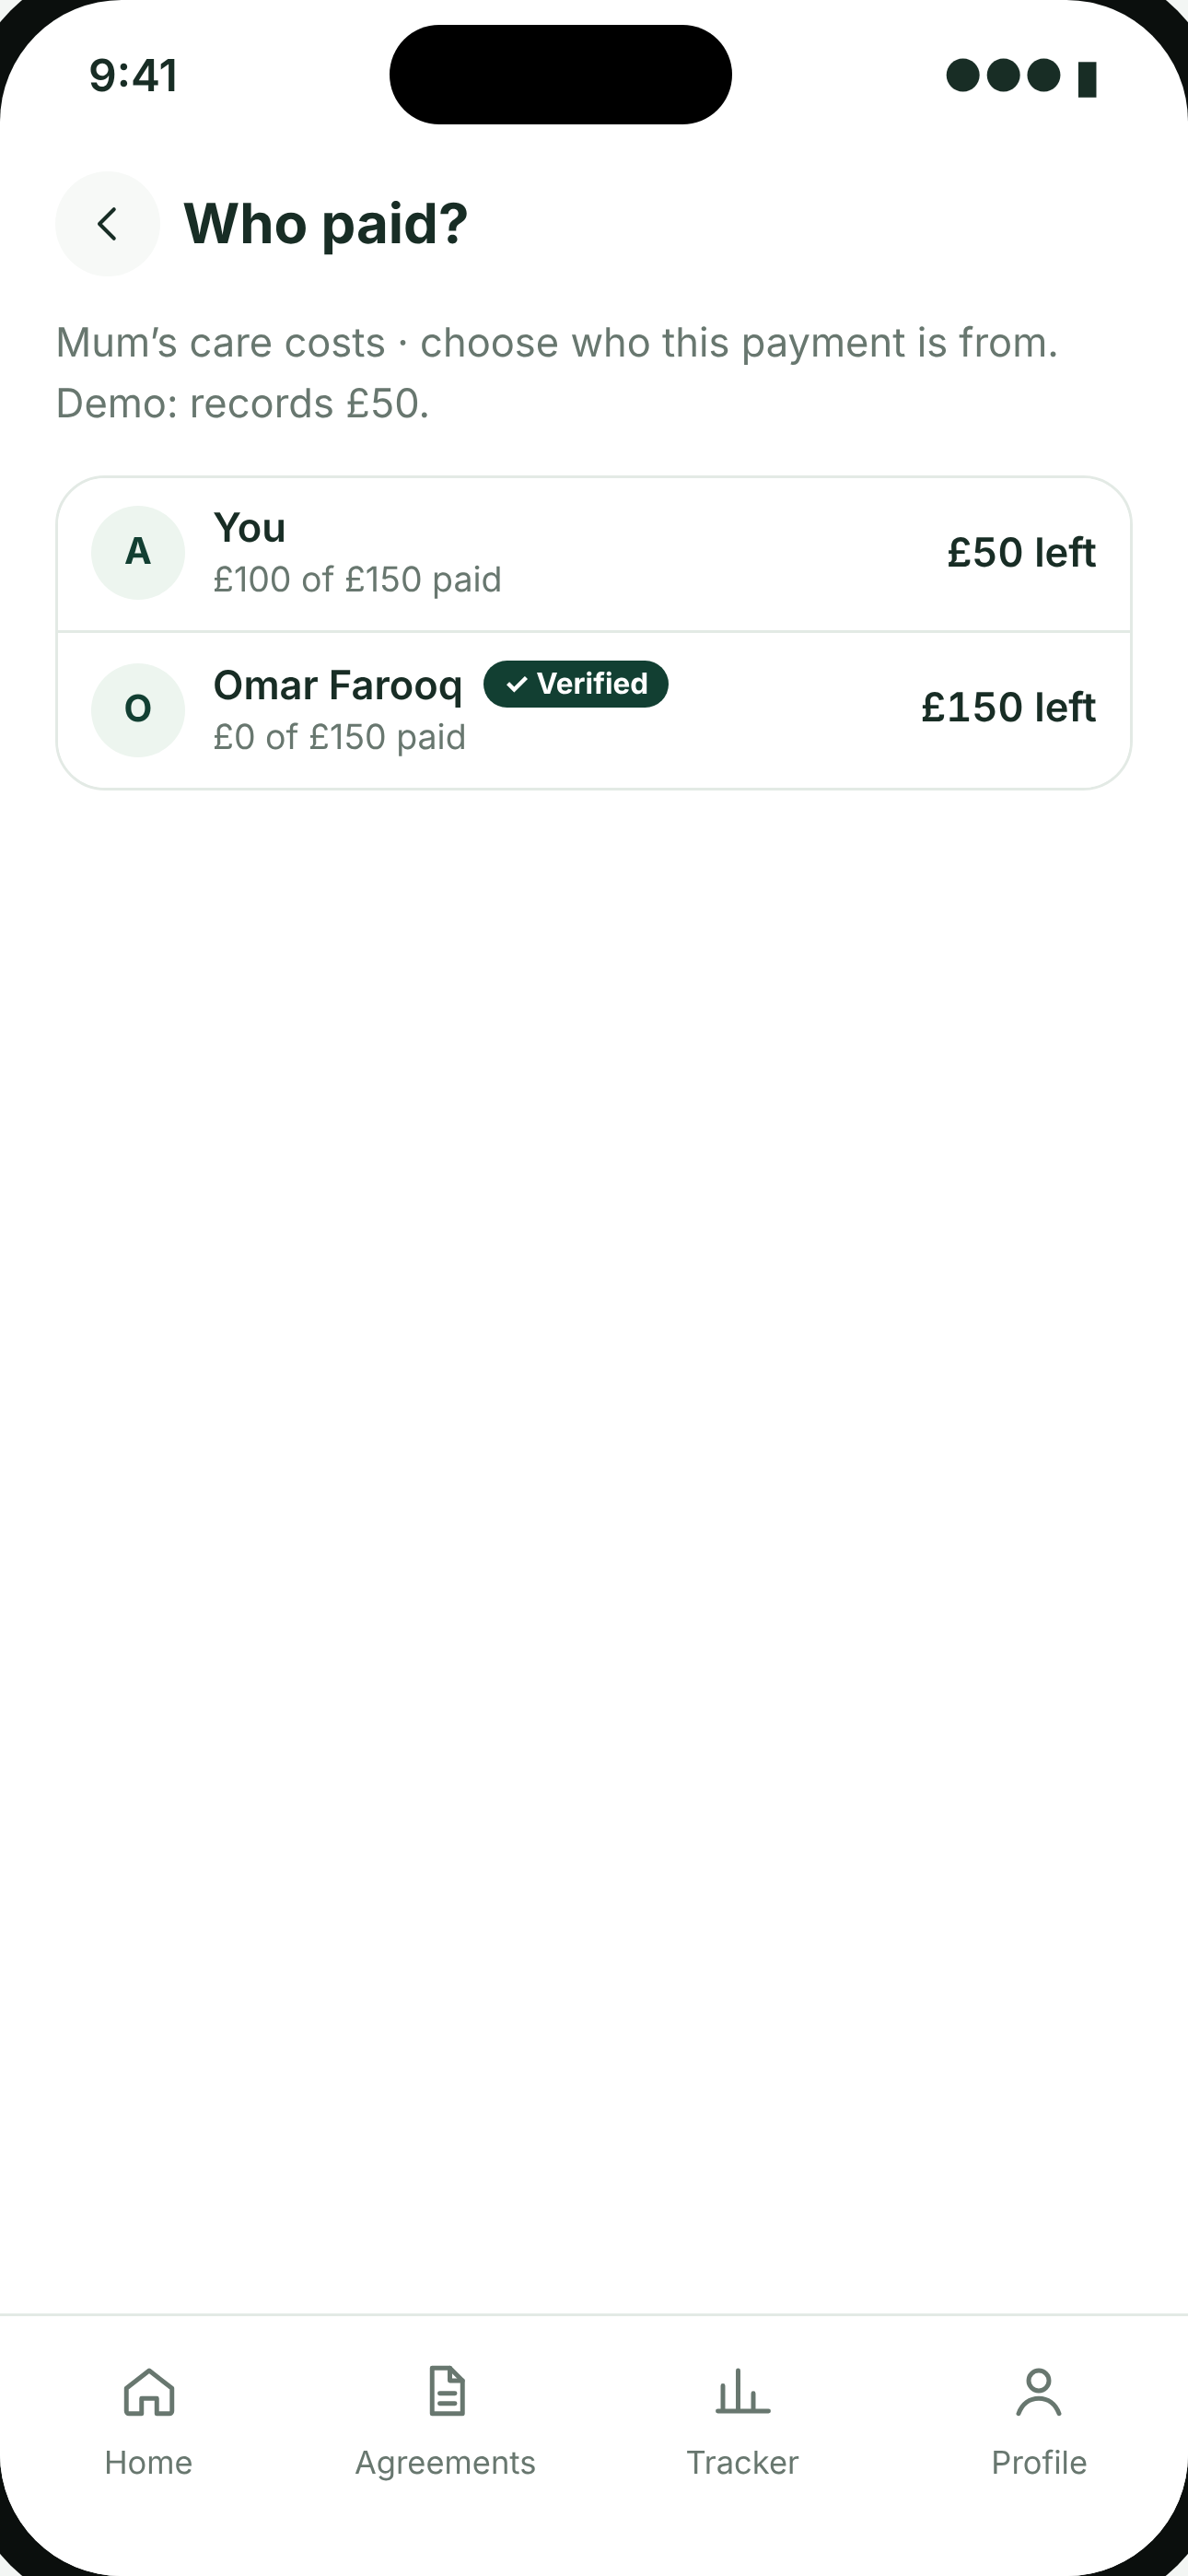 9:41
Who paid?
Mum’s care costs · choose who this payment is from.
Demo: records £50.
A
You
£100 of £150 paid
£50 left
O
Omar Farooq
✓ Verified
£0 of £150 paid
£150 left
Home
Agreements
Tracker
Profile